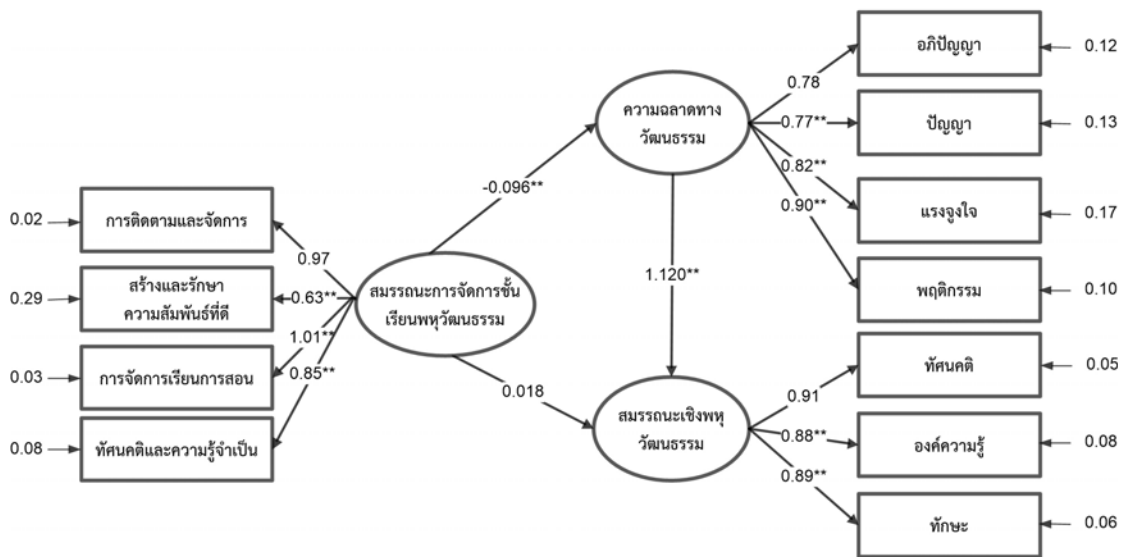 อภิปัญญา
0.12
0.78
ความฉลาดทาง
วัฒนธรรม
0.77**
ปัญญา
0.13
0.82**
-0.096**
0.90**
แรงจูงใจ
0.17
0.02
การติดตามและจัดการ
0.97
1.120**
พฤติกรรม
0.10
0.29
สร้างและรักษา
ความสัมพันธ์ที่ดี
0.63**
สมรรถนะการจัดการชั้น
เรียนพหุวัฒนธรรม
1.01**
0.03
การจัดการเรียนการสอน
0.85**
0.018
ทัศนคติ
0.05
0.91
0.08
ทัศนคติและความรู้จำเป็น
สมรรถนะเชิงพหุ
วัฒนธรรม
0.88**
องค์ความรู้
0.08
0.89**
ทักษะ
0.06